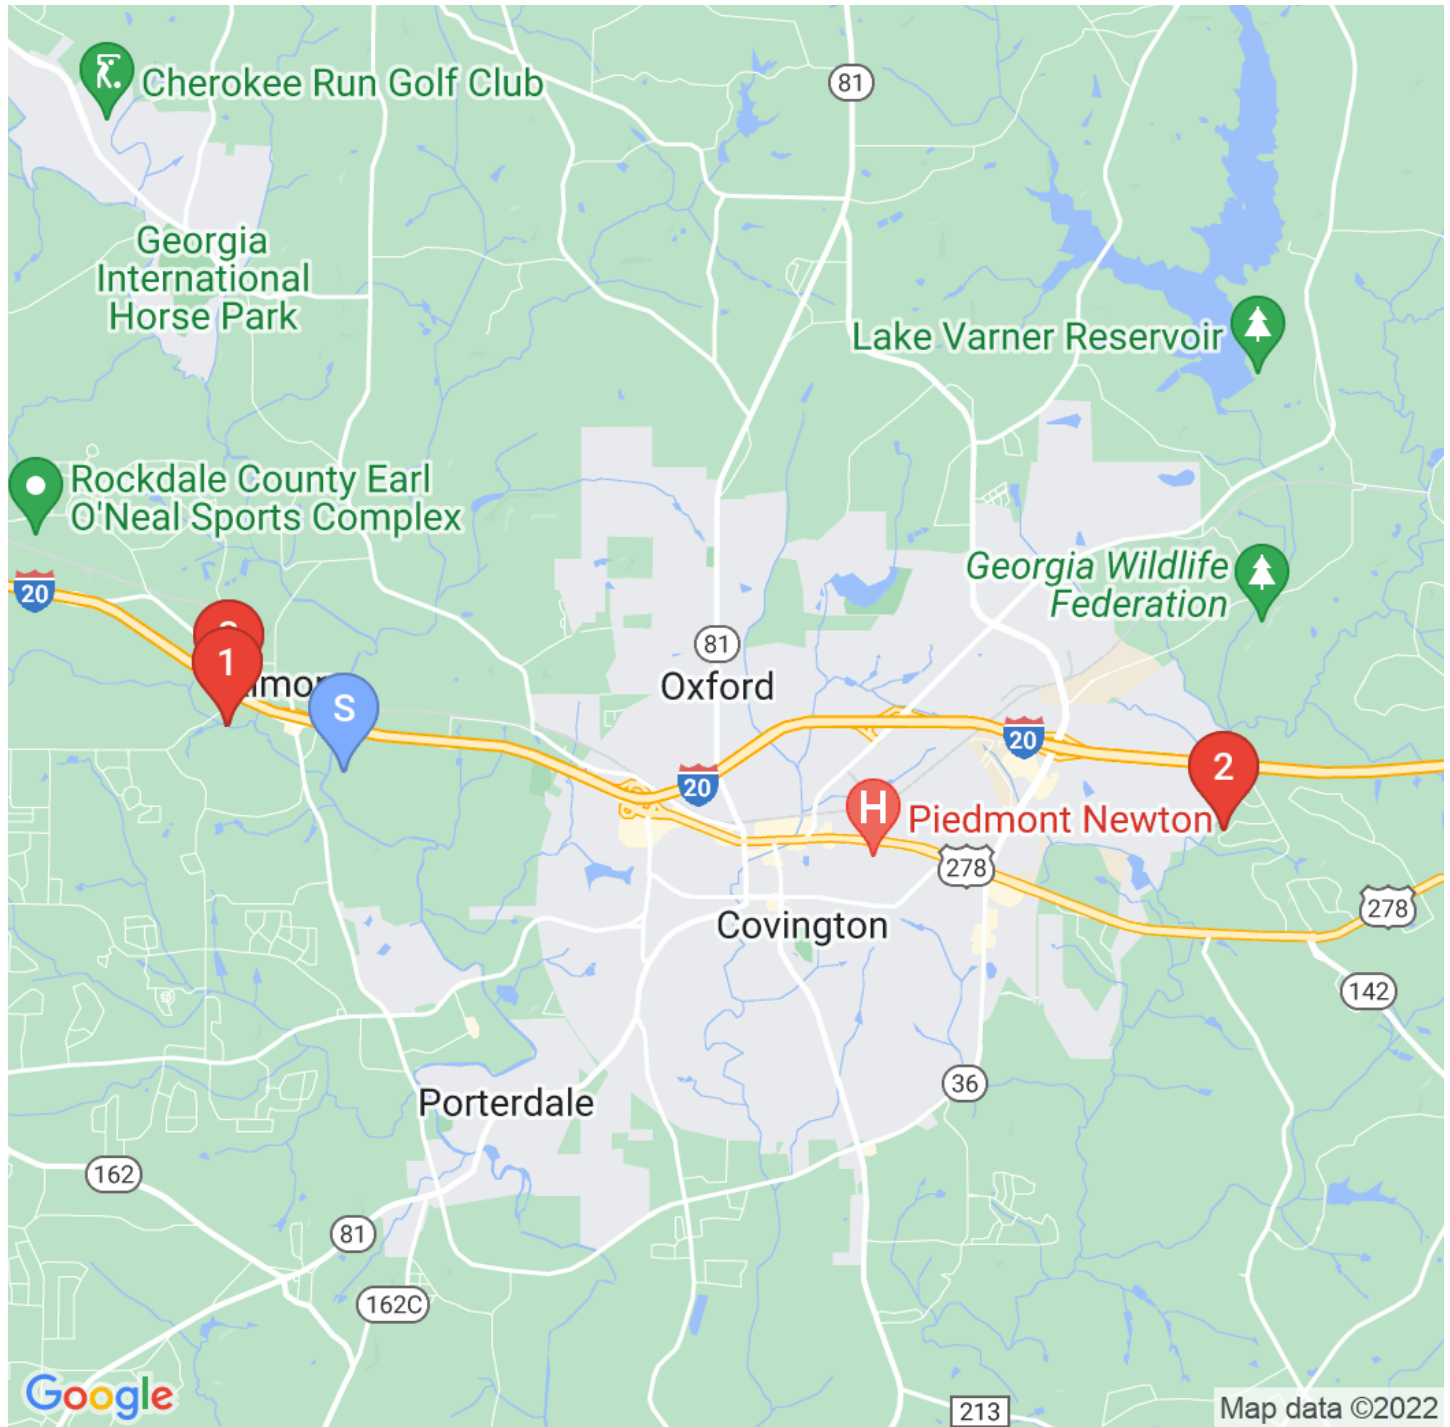 81
Cherokee Run Golf Club
Georgia
International
Horse Park
Lake Varner Reservoir
Rockdale County Earl
O'Neal Sports Complex
Georgia Wildlife
Federation
20
1
S
81
Oxford
20
20
2
H
Piedmont Newton
278
278
Covington
142
36
Porterdale
162
81
162C
Google
213
Map data ©2022